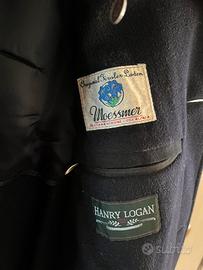 Original Tiroler Loden
Moessmer
HANRY LOGAN
SUBITO